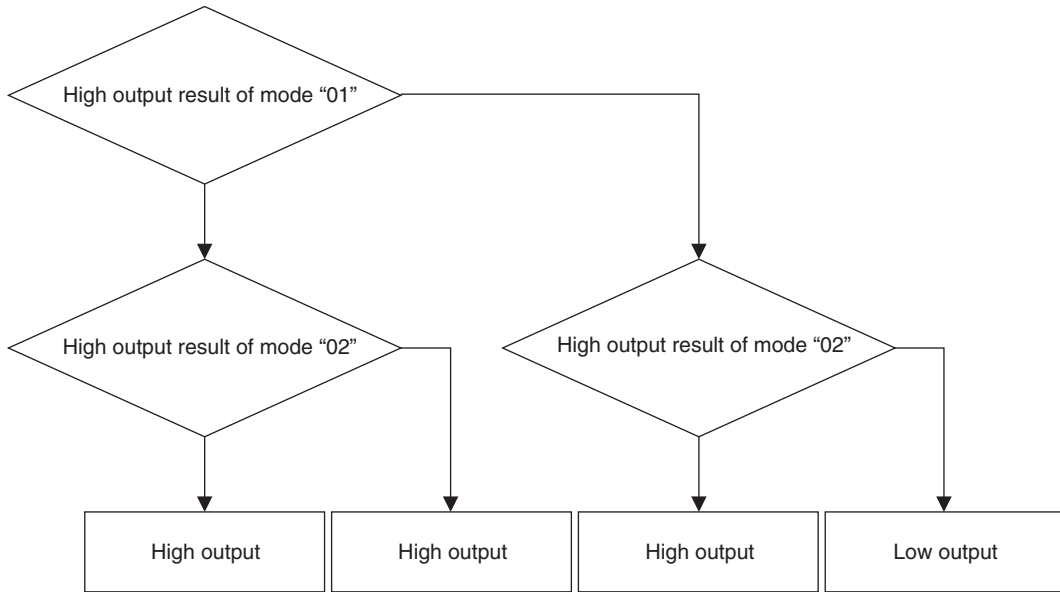 High output result of mode “01”
High output result of mode “02”
High output result of mode “02”
High output
High output
High output
Low output